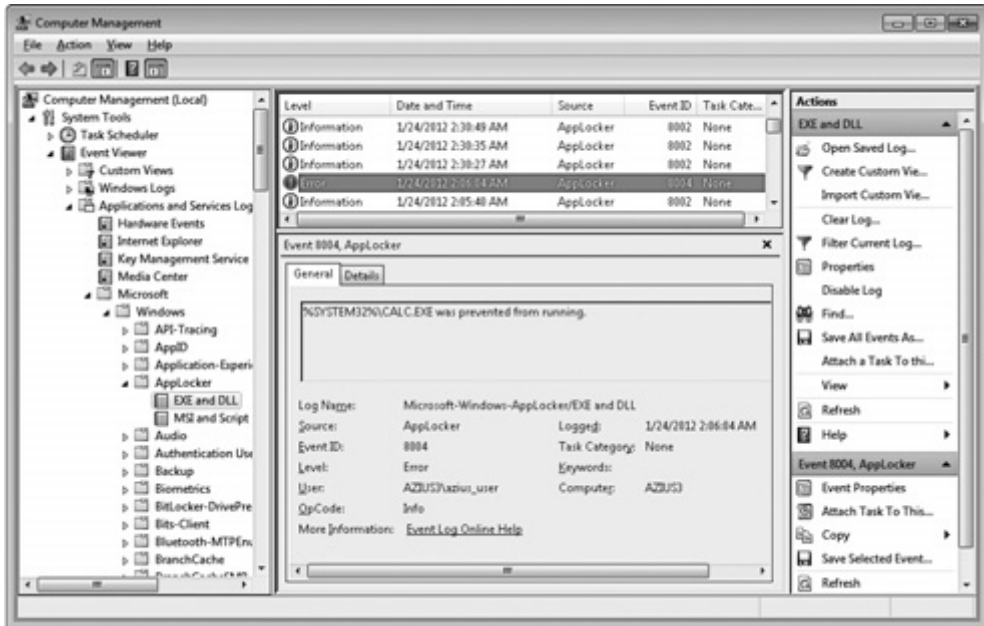 Computer Management
File Action View Help
Computer Management (Local)
System Tools
Task Scheduler
Event Viewer
Custom Views
Windows Logs
Applications and Services Log
Hardware Events
Internet Explorer
Key Management Service
Media Center
Microsoft
Windows
API-Tracing
AppID
Application-Experi
AppLocker
EXE and DLL
MSI and Script
Audio
Authentication Use
Backup
Biometrics
BitLocker-DrivePre
Bits-Client
Bluetooth-MTPEnu
BranchCache
Level Date and Time Source Event ID Task Cate...
Information 1/24/2012 2:30:49 AM AppLocker 8002 None
Information 1/24/2012 2:30:35 AM AppLocker 8002 None
Information 1/24/2012 2:30:27 AM AppLocker 8002 None
Error 1/24/2012 2:06:04 AM AppLocker 8004 None
Information 1/24/2012 2:05:40 AM AppLocker 8002 None
Event 8004, AppLocker
General Details
%SYSTEM32%\CALC.EXE was prevented from running.
Log Name: Microsoft-Windows-AppLocker/EXE and DLL
Source: AppLocker Logged: 1/24/2012 2:06:04 AM
Event ID: 8004 Task Category: None
Level: Error Keywords:
User: AZIUS3\azius_user Computer: AZIUS3
OpCode: Info
More Information: Event Log Online Help
Actions
EXE and DLL
Open Saved Log...
Create Custom Vie...
Import Custom Vie...
Clear Log...
Filter Current Log...
Properties
Disable Log
Find...
Save All Events As...
Attach a Task To thi...
View
Refresh
Help
Event 8004, AppLocker
Event Properties
Attach Task To This...
Copy
Save Selected Event...
Refresh